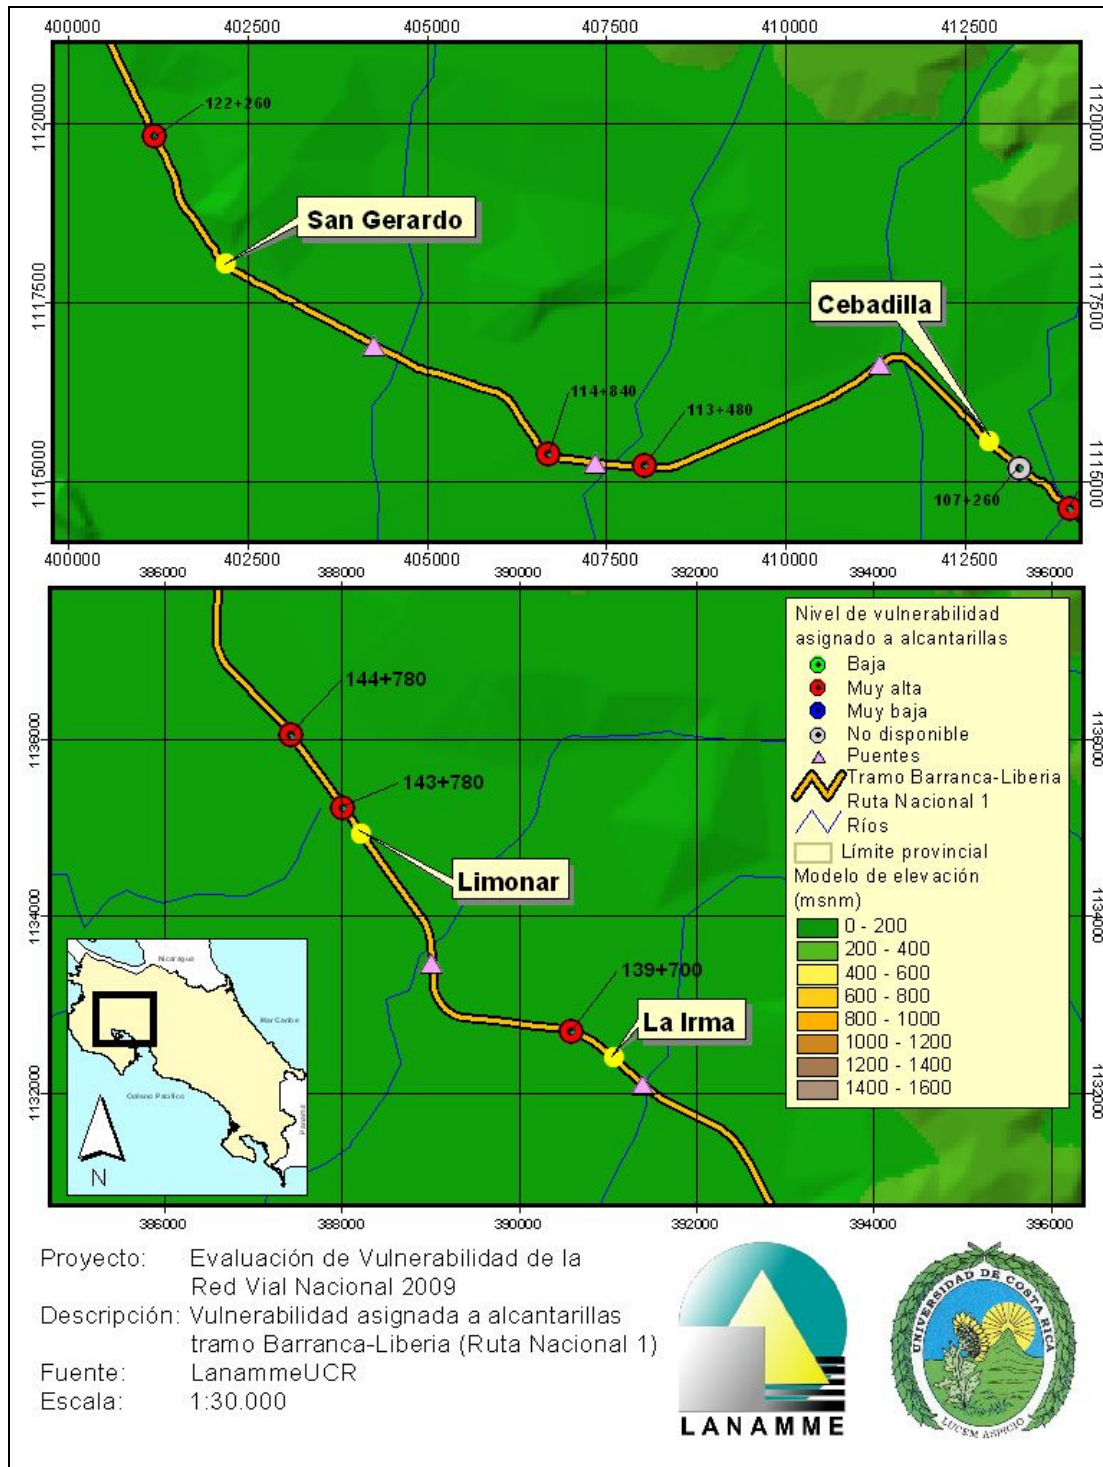 400000 402500 405000 407500 410000 412500
1120000 122+260 1120000
San Gerardo
1117500 1117500
Cebadilla
114+840
113+480
1115000 107+260 1115000
400000 402500 405000 407500 410000 412500
386000 388000 390000 392000 394000 396000
Nivel de vulnerabilidad
asignado a alcantarillas
Baja
Muy alta
Muy baja
No disponible
Puentes
Tramo Barranca-Liberia
Ruta Nacional 1
Ríos
Límite provincial
Modelo de elevación
(msnm)
0 - 200
200 - 400
400 - 600
600 - 800
800 - 1000
1000 - 1200
1200 - 1400
1400 - 1600
144+780
1136000 1136000
143+780
Limonar
1134000 1134000
139+700
La Irma
1132000 1132000
Nicaragua
Mar Caribe
Océano Pacífico
Panamá
N
386000 388000 390000 392000 394000 396000
Proyecto: Evaluación de Vulnerabilidad de la
Red Vial Nacional 2009
Descripción: Vulnerabilidad asignada a alcantarillas
tramo Barranca-Liberia (Ruta Nacional 1)
Fuente: LanammeUCR
Escala: 1:30.000
LANAMME
UNIVERSIDAD DE COSTA RICA
LUCEM ASPICIO